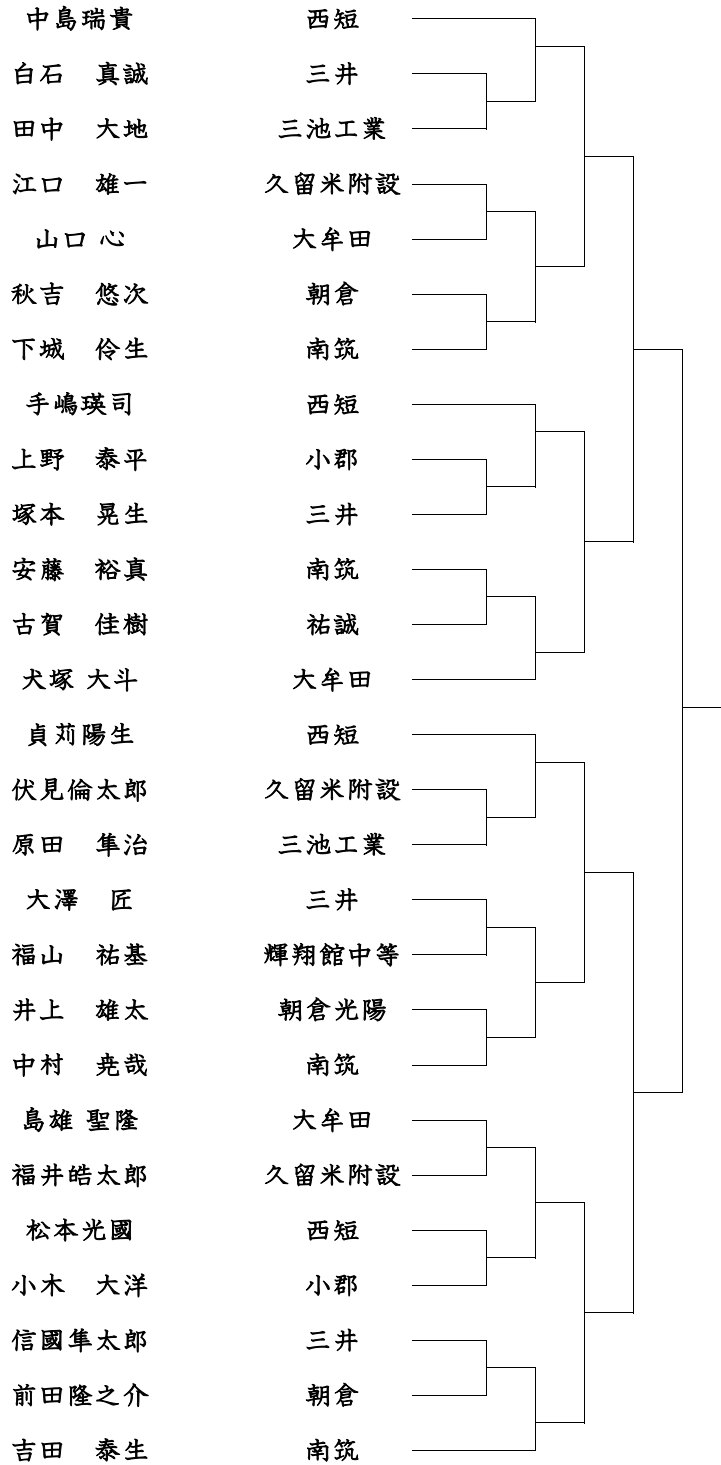 中島瑞貴 西短
白石 真誠 三井
田中 大地 三池工業
江口 雄一 久留米附設
山口 心 大牟田
秋吉 悠次 朝倉
下城 伶生 南筑
手嶋瑛司 西短
上野 泰平 小郡
塚本 晃生 三井
安藤 裕真 南筑
古賀 佳樹 祐誠
犬塚 大斗 大牟田
貞苅陽生 西短
伏見倫太郎 久留米附設
原田 隼治 三池工業
大澤 匠 三井
福山 祐基 輝翔館中等
井上 雄太 朝倉光陽
中村 尭哉 南筑
島雄 聖隆 大牟田
福井皓太郎 久留米附設
松本光國 西短
小木 大洋 小郡
信國隼太郎 三井
前田隆之介 朝倉
吉田 泰生 南筑